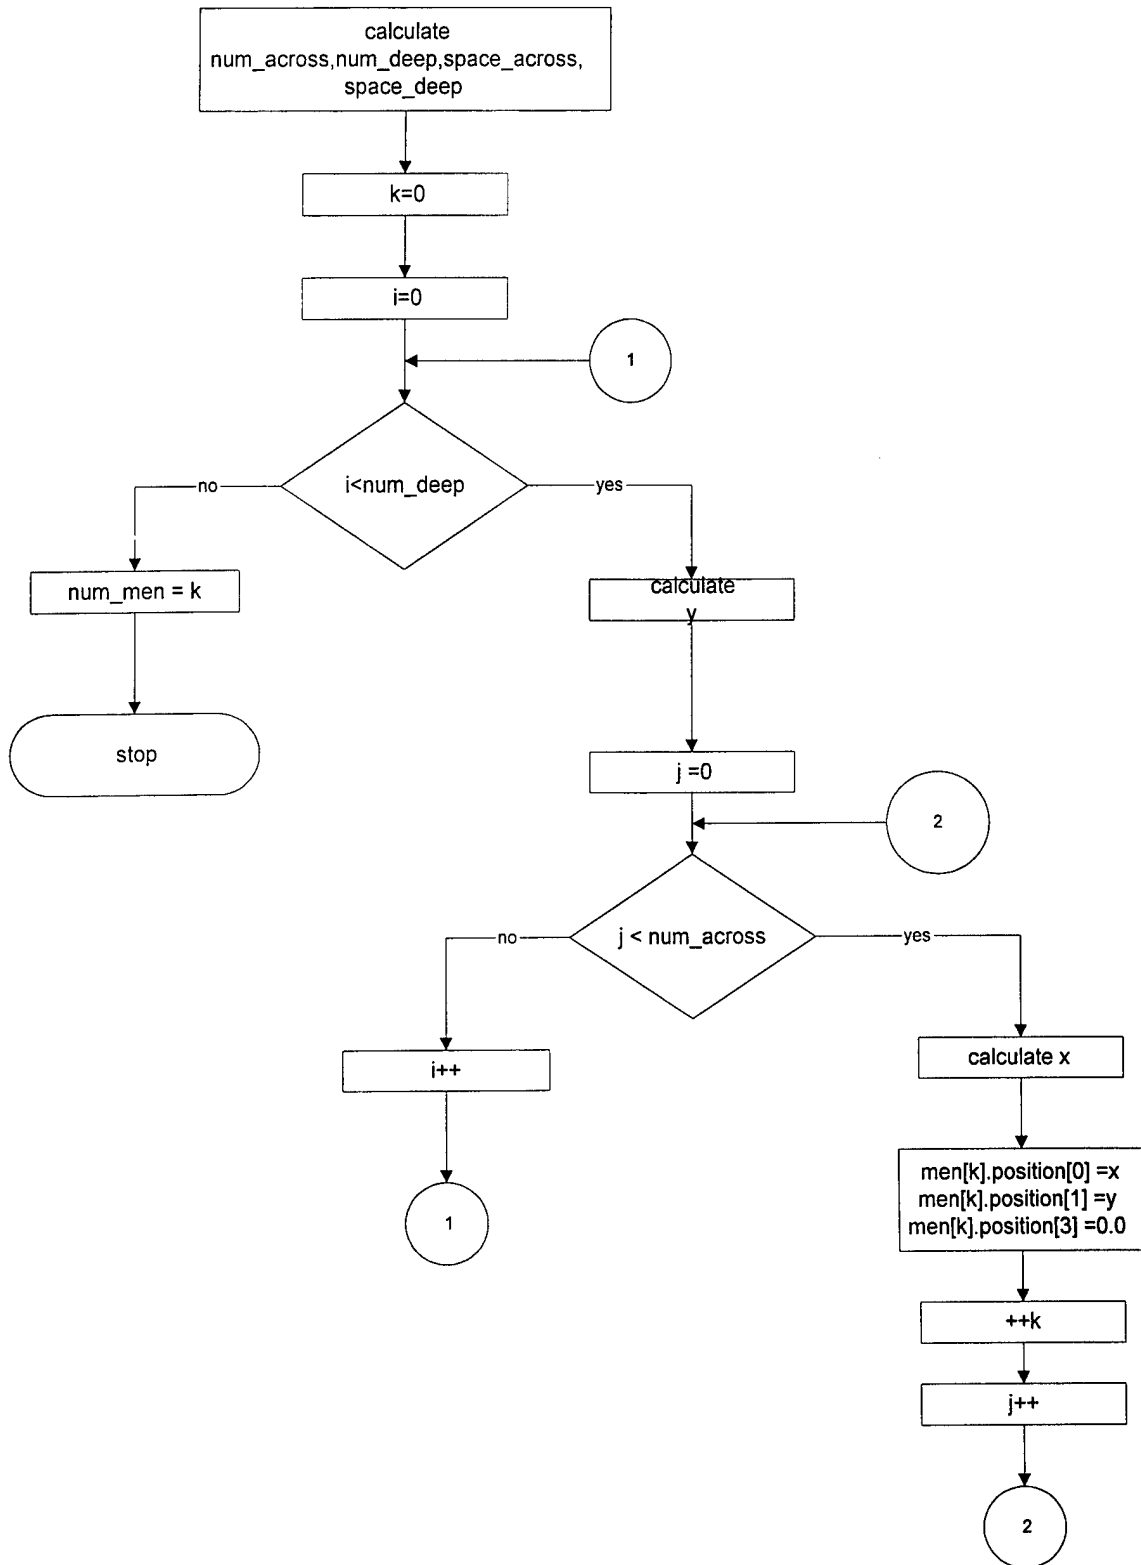 calculate
num_across,num_deep,space_across,
space_deep
k=0
i=0
1
i<num_deep
no
yes
num_men = k
calculate
y
stop
j =0
2
j < num_across
no
yes
i++
calculate x
1
men[k].position[0] =x
men[k].position[1] =y
men[k].position[3] =0.0
++k
j++
2